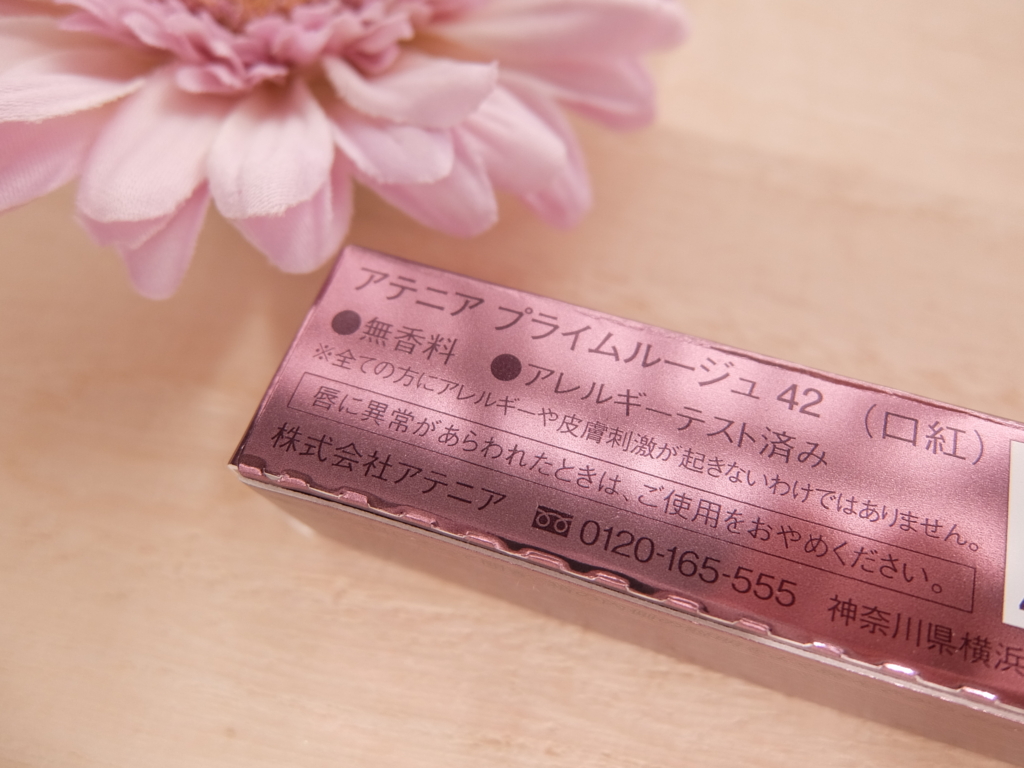 アテニア プライムルージュ 42 （口紅）
●無香料 ●アレルギーテスト済み
※全ての方にアレルギーや皮膚刺激が起きないわけではありません。
唇に異常があらわれたときは、ご使用をおやめください。
株式会社アテニア 0120-165-555 神奈川県横浜